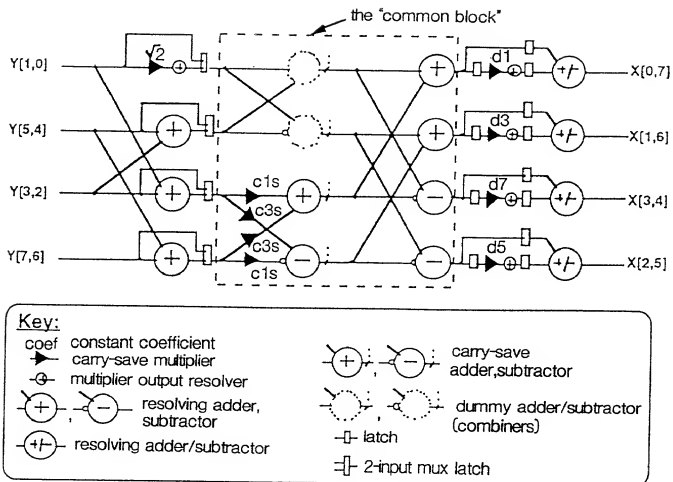 the "common block"
√2
d1
Y[1,0]
X[0,7]
+
+/-
d3
Y[5,4]
+
+
X[1,6]
+/-
c1s
d7
Y[3,2]
+
+
−
X[3,4]
+/-
c3s
c3s
d5
Y[7,6]
+
−
−
X[2,5]
+/-
c1s
Key:
coef constant coefficient
carry-save multiplier
multiplier output resolver
+ , − resolving adder,
subtractor
+/- resolving adder/subtractor
+ , − carry-save
adder,subtractor
, dummy adder/subtractor
(combiners)
latch
2-input mux latch